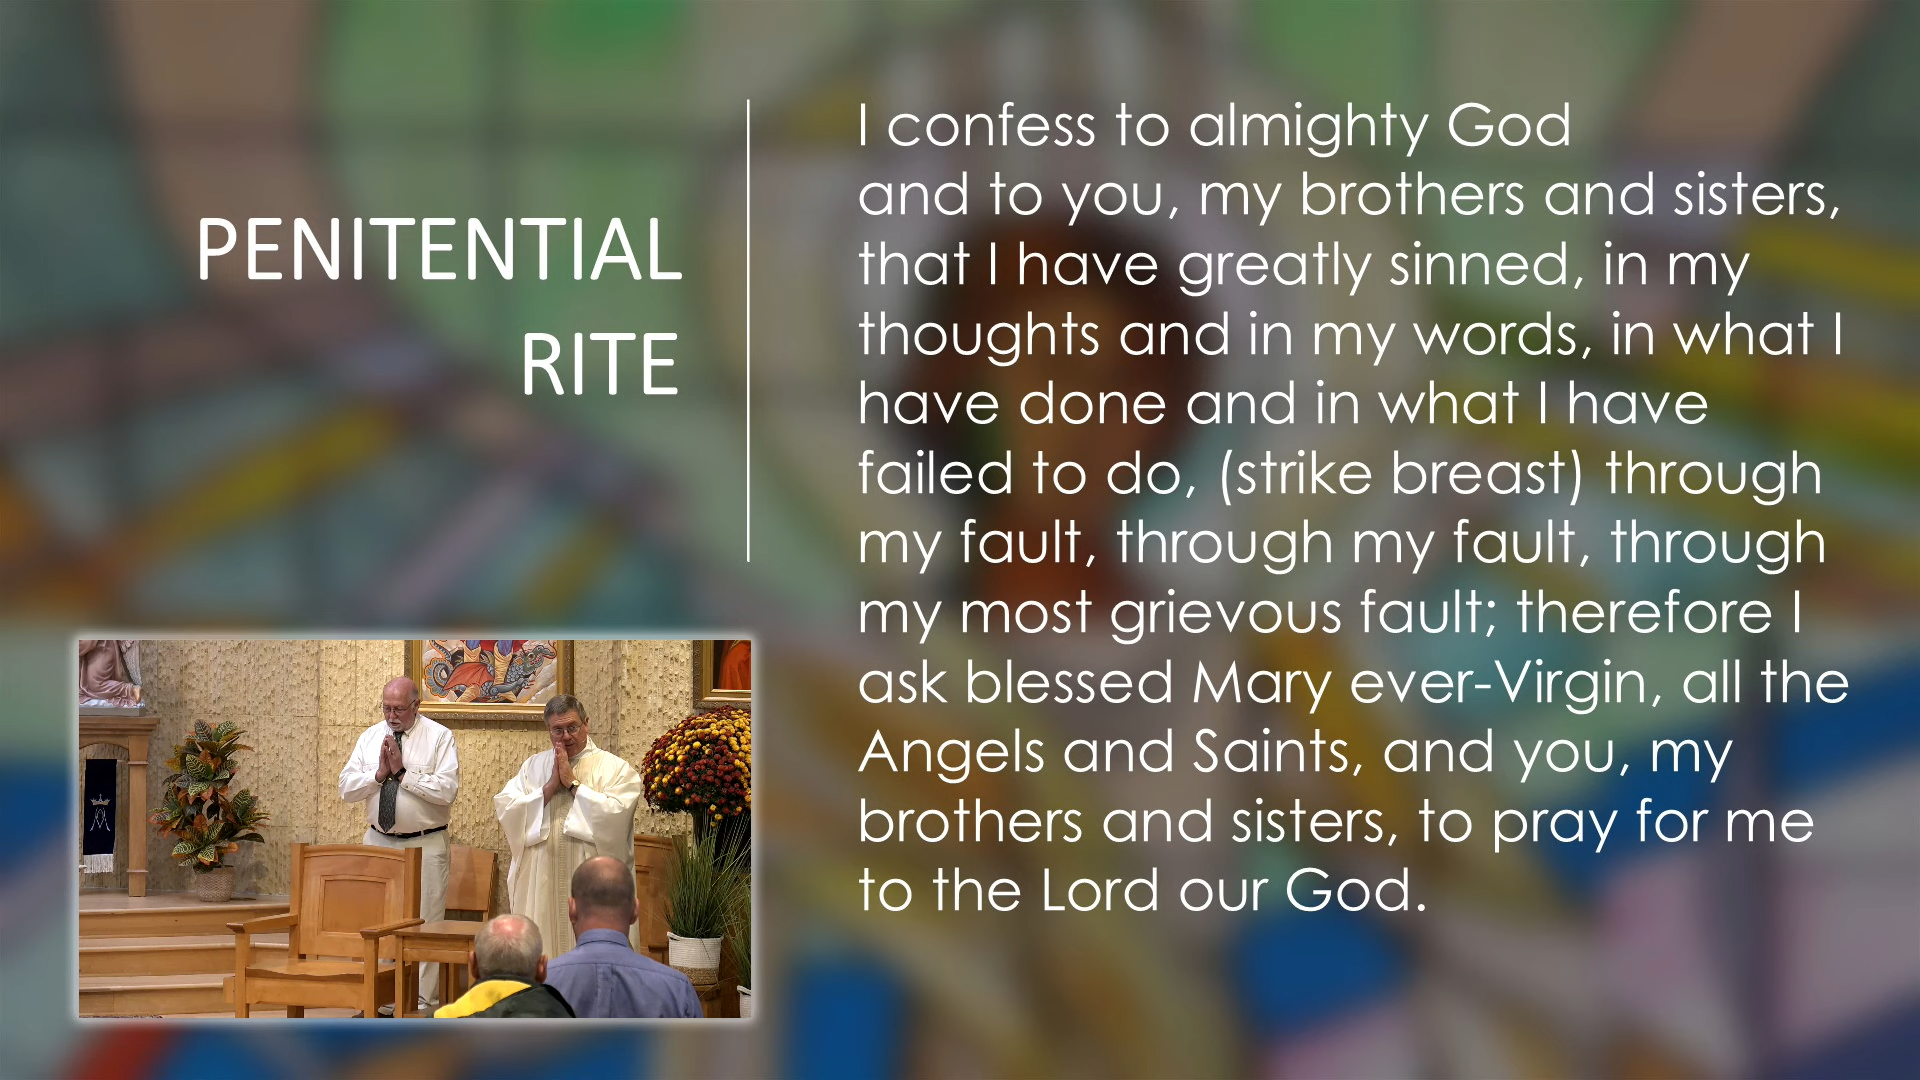 PENITENTIAL
RITE
I confess to almighty God
and to you, my brothers and sisters,
that I have greatly sinned, in my
thoughts and in my words, in what I
have done and in what I have
failed to do, (strike breast) through
my fault, through my fault, through
my most grievous fault; therefore I
ask blessed Mary ever-Virgin, all the
Angels and Saints, and you, my
brothers and sisters, to pray for me
to the Lord our God.